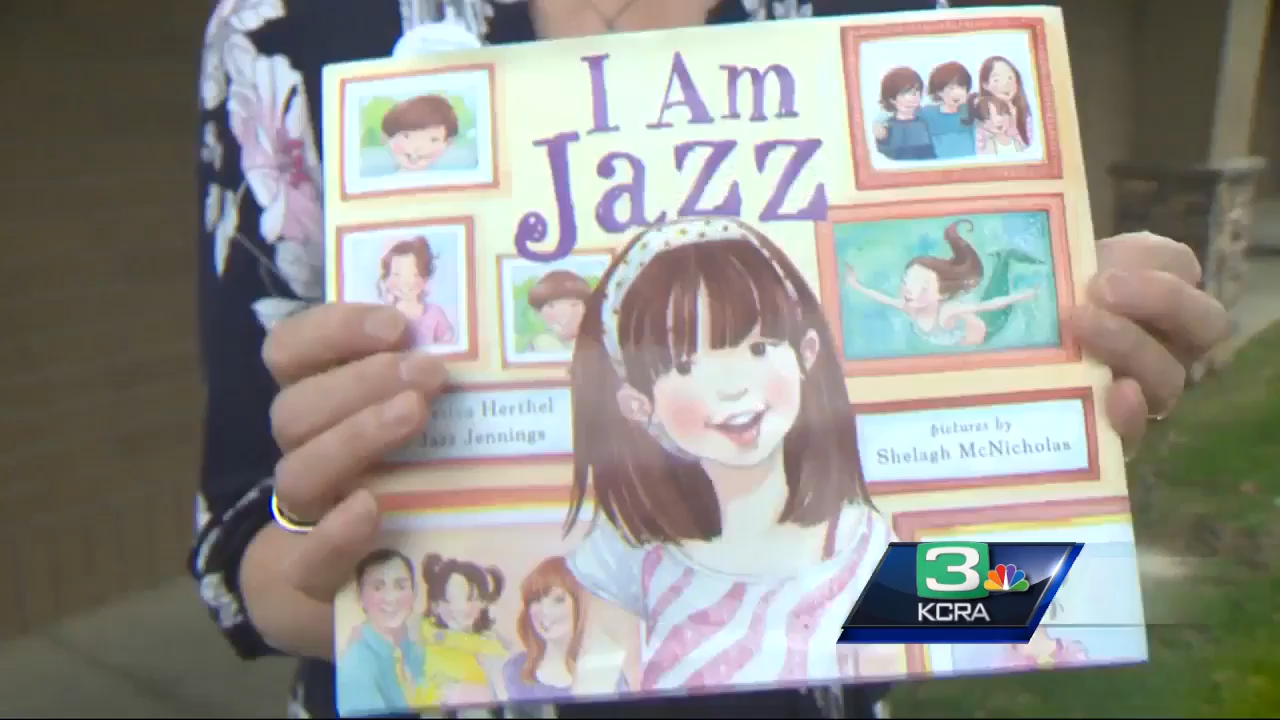 I Am
Jazz
Herthel
Jazz Jennings
pictures by
Shelagh McNicholas
3
KCRA